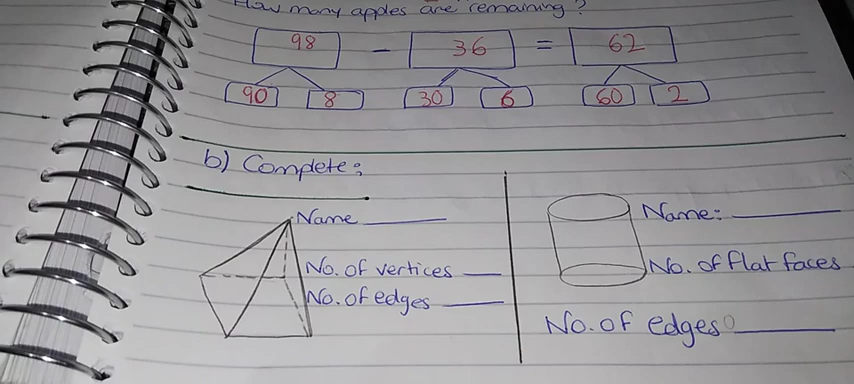 How many apples are remaining?
98 - 36 = 62
90 8 30 6 60 2
b) Complete:
Name
No. of vertices
No. of edges
Name:
No. of flat faces
No. of edges